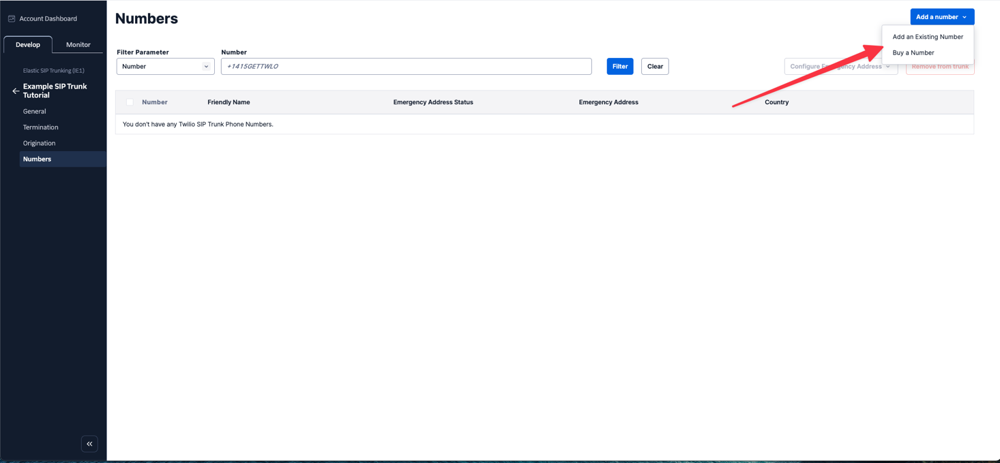 Account Dashboard
Develop
Monitor
Elastic SIP Trunking (IE1)
Example SIP Trunk
Tutorial
General
Termination
Origination
Numbers
Numbers
Add a number
Add an Existing Number
Buy a Number
Filter Parameter
Number
Number
+1415GETTWLO
Filter
Clear
Configure Emergency Address
Remove from trunk
Number
Friendly Name
Emergency Address Status
Emergency Address
Country
You don't have any Twilio SIP Trunk Phone Numbers.